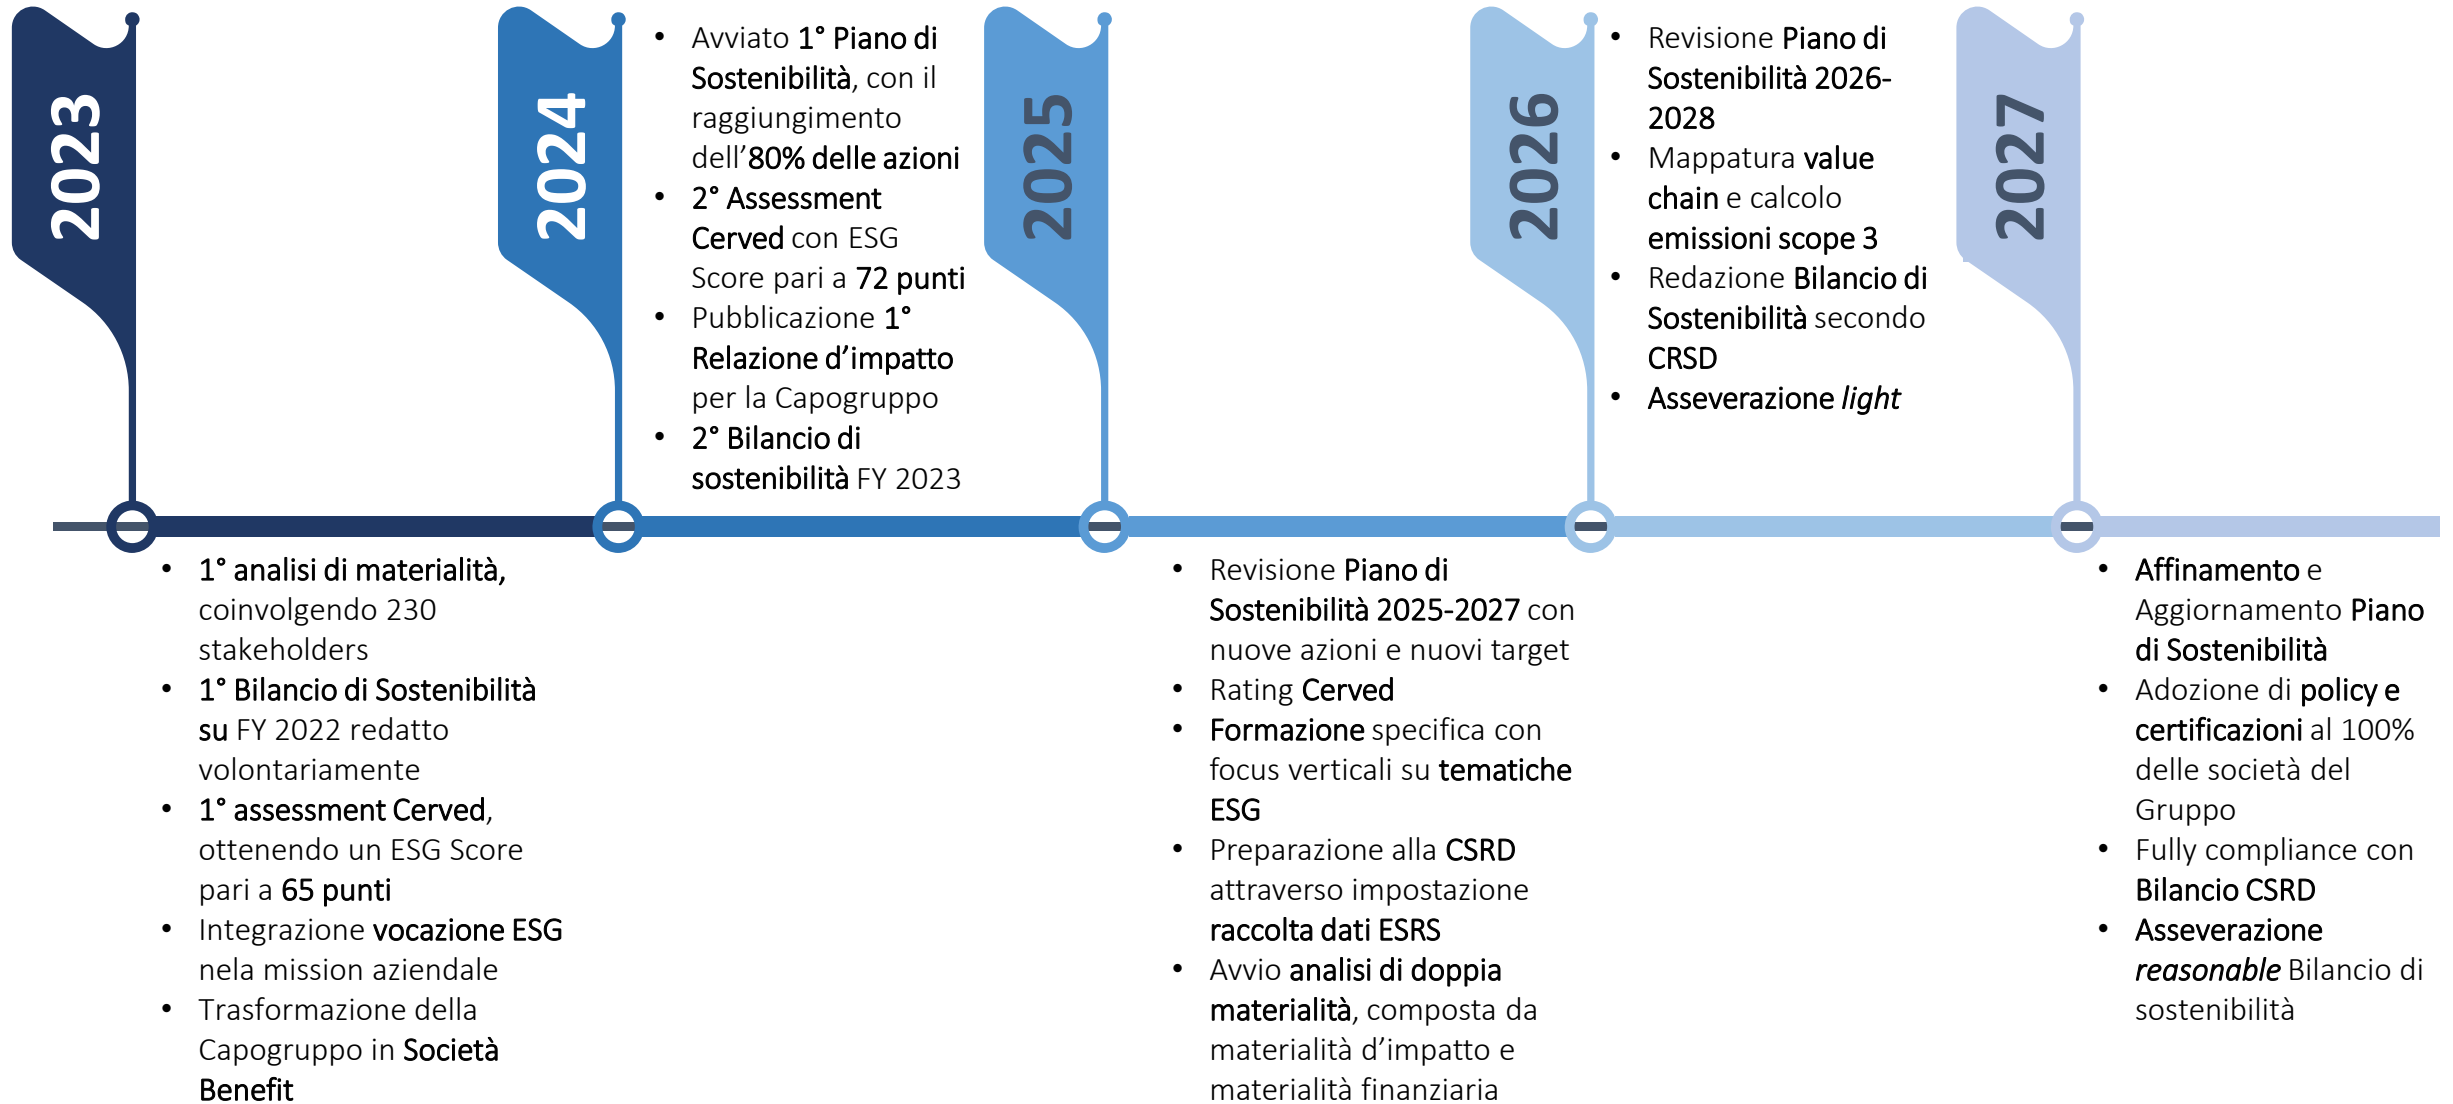 2023
• 1° analisi di materialità,
coinvolgendo 230
stakeholders
• 1° Bilancio di Sostenibilità
su FY 2022 redatto
volontariamente
• 1° assessment Cerved,
ottenendo un ESG Score
pari a 65 punti
• Integrazione vocazione ESG
nela mission aziendale
• Trasformazione della
Capogruppo in Società
Benefit
2024
• Avviato 1° Piano di
Sostenibilità, con il
raggiungimento
dell’80% delle azioni
• 2° Assessment
Cerved con ESG
Score pari a 72 punti
• Pubblicazione 1°
Relazione d’impatto
per la Capogruppo
• 2° Bilancio di
sostenibilità FY 2023
2025
• Revisione Piano di
Sostenibilità 2025-2027 con
nuove azioni e nuovi target
• Rating Cerved
• Formazione specifica con
focus verticali su tematiche
ESG
• Preparazione alla CSRD
attraverso impostazione
raccolta dati ESRS
• Avvio analisi di doppia
materialità, composta da
materialità d’impatto e
materialità finanziaria
2026
• Revisione Piano di
Sostenibilità 2026-
2028
• Mappatura value
chain e calcolo
emissioni scope 3
• Redazione Bilancio di
Sostenibilità secondo
CRSD
• Asseverazione light
2027
• Affinamento e
Aggiornamento Piano
di Sostenibilità
• Adozione di policy e
certificazioni al 100%
delle società del
Gruppo
• Fully compliance con
Bilancio CSRD
• Asseverazione
reasonable Bilancio di
sostenibilità